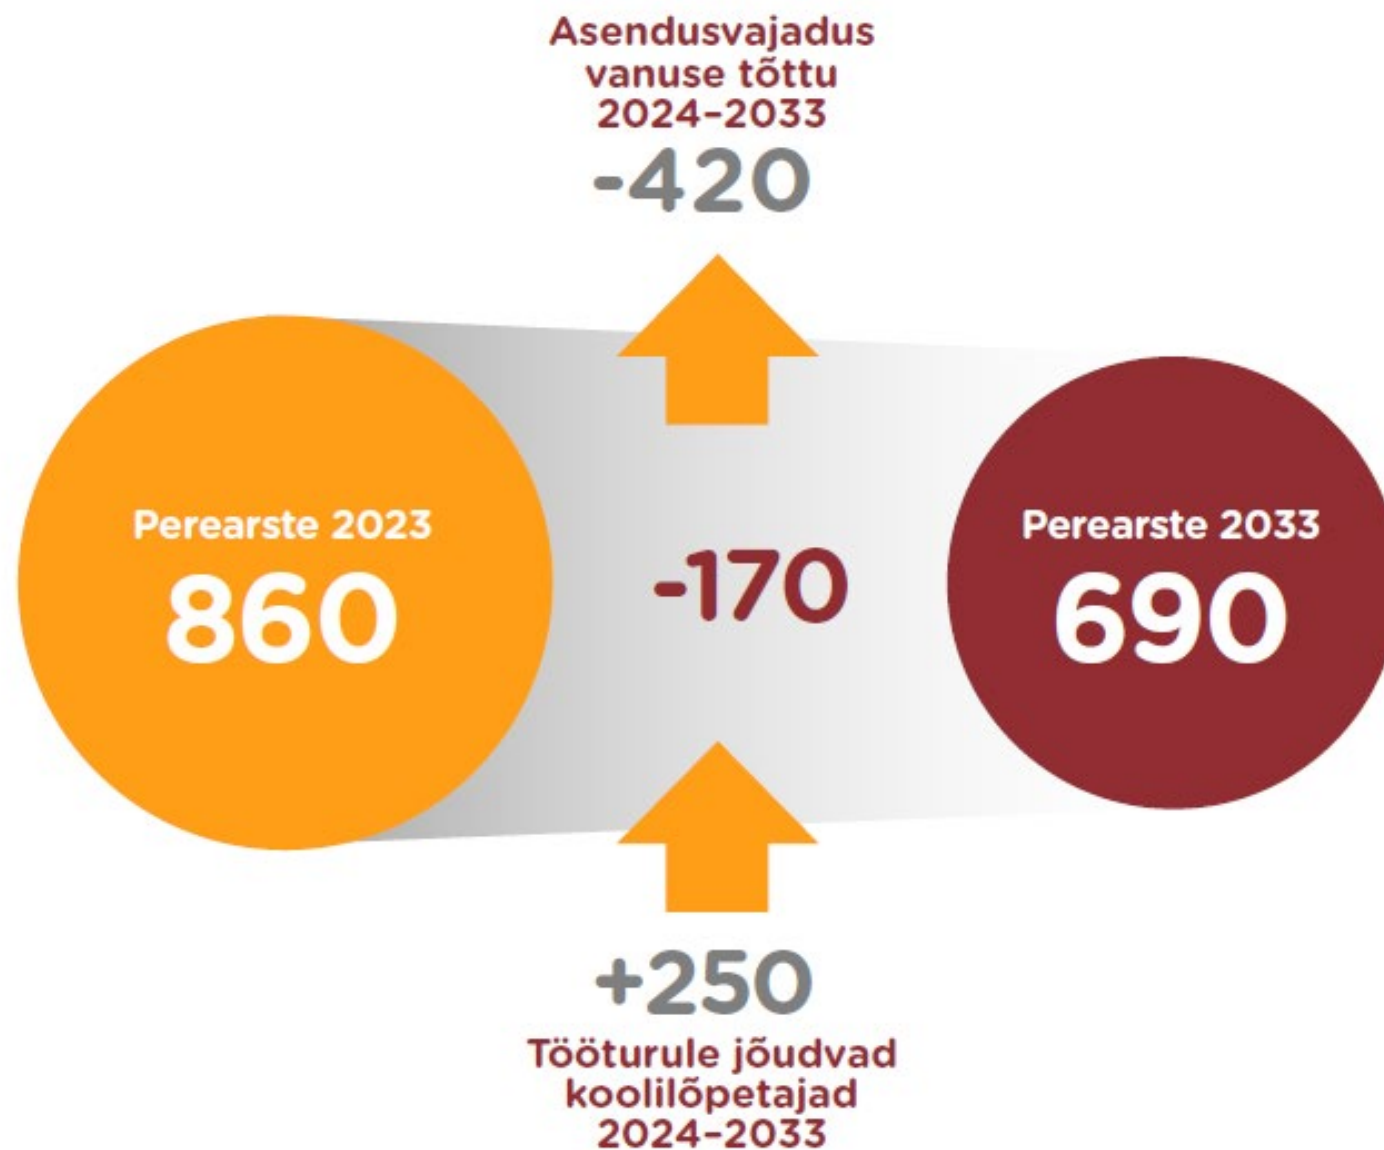 Asendusvajadus
vanuse tõttu
2024–2033
-420
Perearste 2023
860
-170
Perearste 2033
690
+250
Tööturule jõudvad
koolilõpetajad
2024–2033